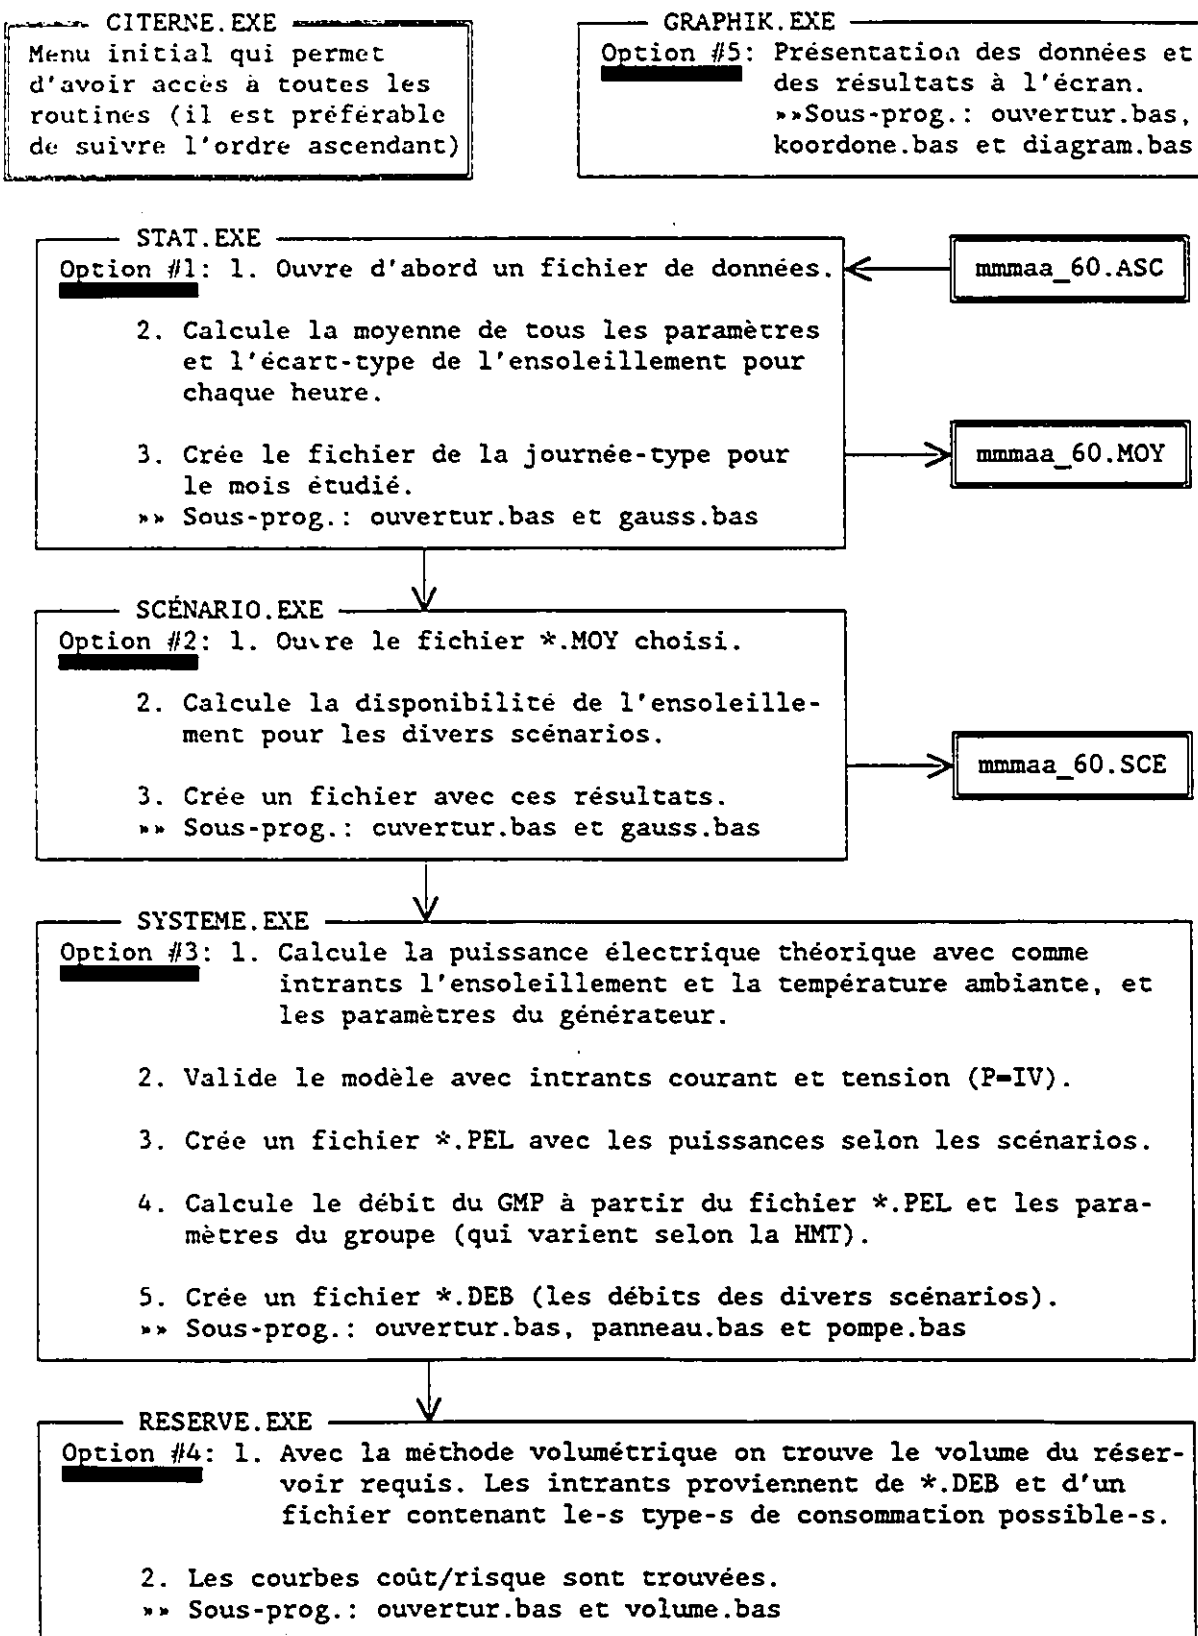 CITERNE.EXE
Menu initial qui permet
d'avoir accès à toutes les
routines (il est préférable
de suivre l'ordre ascendant)
GRAPHIK.EXE
Option #5: Présentation des données et
des résultats à l'écran.
»»Sous-prog.: ouvertur.bas,
koordone.bas et diagram.bas
STAT.EXE
Option #1: 1. Ouvre d'abord un fichier de données.
mmmaa_60.ASC
2. Calcule la moyenne de tous les paramètres
et l'écart-type de l'ensoleillement pour
chaque heure.
3. Crée le fichier de la journée-type pour
le mois étudié.
»» Sous-prog.: ouvertur.bas et gauss.bas
mmmaa_60.MOY
SCÉNARIO.EXE
Option #2: 1. Ouvre le fichier *.MOY choisi.
2. Calcule la disponibilité de l'ensoleille-
ment pour les divers scénarios.
3. Crée un fichier avec ces résultats.
»» Sous-prog.: ouvertur.bas et gauss.bas
mmmaa_60.SCE
SYSTEME.EXE
Option #3: 1. Calcule la puissance électrique théorique avec comme
intrants l'ensoleillement et la température ambiante, et
les paramètres du générateur.
2. Valide le modèle avec intrants courant et tension (P=IV).
3. Crée un fichier *.PEL avec les puissances selon les scénarios.
4. Calcule le débit du GMP à partir du fichier *.PEL et les para-
mètres du groupe (qui varient selon la HMT).
5. Crée un fichier *.DEB (les débits des divers scénarios).
»» Sous-prog.: ouvertur.bas, panneau.bas et pompe.bas
RESERVE.EXE
Option #4: 1. Avec la méthode volumétrique on trouve le volume du réser-
voir requis. Les intrants proviennent de *.DEB et d'un
fichier contenant le-s type-s de consommation possible-s.
2. Les courbes coût/risque sont trouvées.
»» Sous-prog.: ouvertur.bas et volume.bas